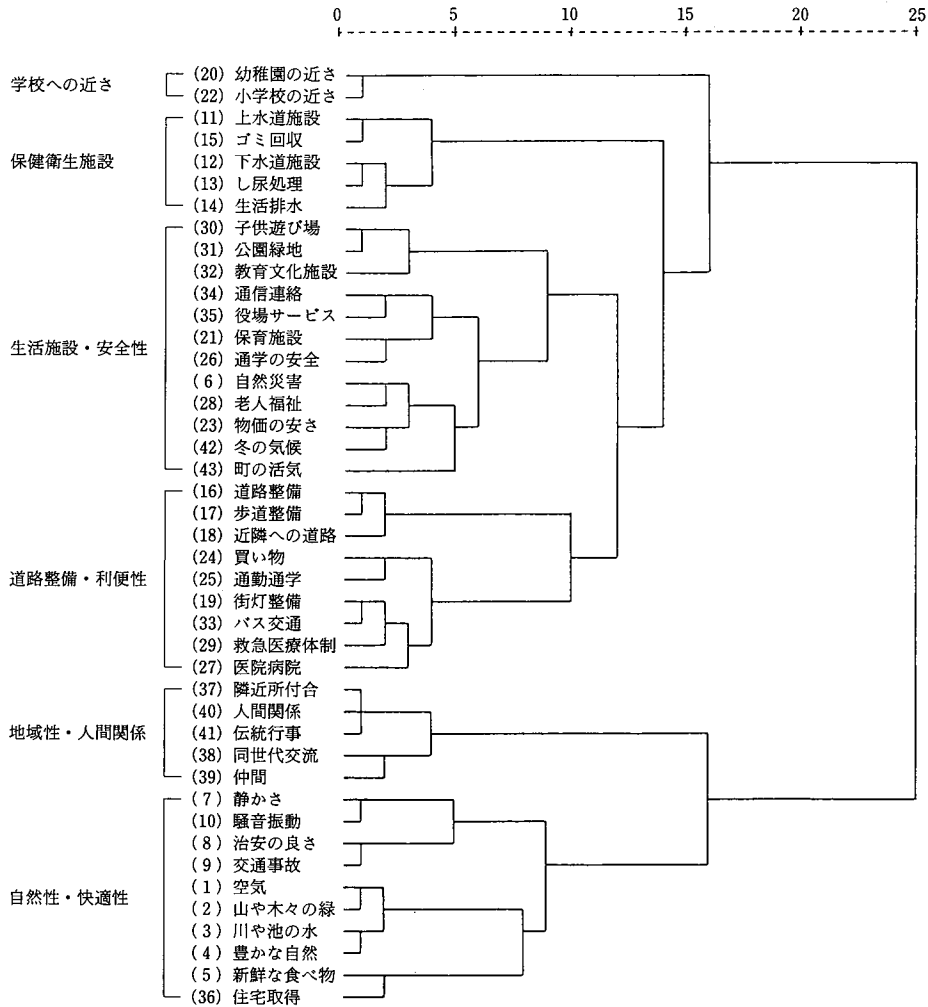 0 5 10 15 20 25
学校への近さ
(20) 幼稚園の近さ
(22) 小学校の近さ
保健衛生施設
(11) 上水道施設
(15) ゴミ回収
(12) 下水道施設
(13) し尿処理
(14) 生活排水
生活施設・安全性
(30) 子供遊び場
(31) 公園緑地
(32) 教育文化施設
(34) 通信連絡
(35) 役場サービス
(21) 保育施設
(26) 通学の安全
(6) 自然災害
(28) 老人福祉
(23) 物価の安さ
(42) 冬の気候
(43) 町の活気
道路整備・利便性
(16) 道路整備
(17) 歩道整備
(18) 近隣への道路
(24) 買い物
(25) 通勤通学
(19) 街灯整備
(33) バス交通
(29) 救急医療体制
(27) 医院病院
地域性・人間関係
(37) 隣近所付合
(40) 人間関係
(41) 伝統行事
(38) 同世代交流
(39) 仲間
自然性・快適性
(7) 静かさ
(10) 騒音振動
(8) 治安の良さ
(9) 交通事故
(1) 空気
(2) 山や木々の緑
(3) 川や池の水
(4) 豊かな自然
(5) 新鮮な食べ物
(36) 住宅取得